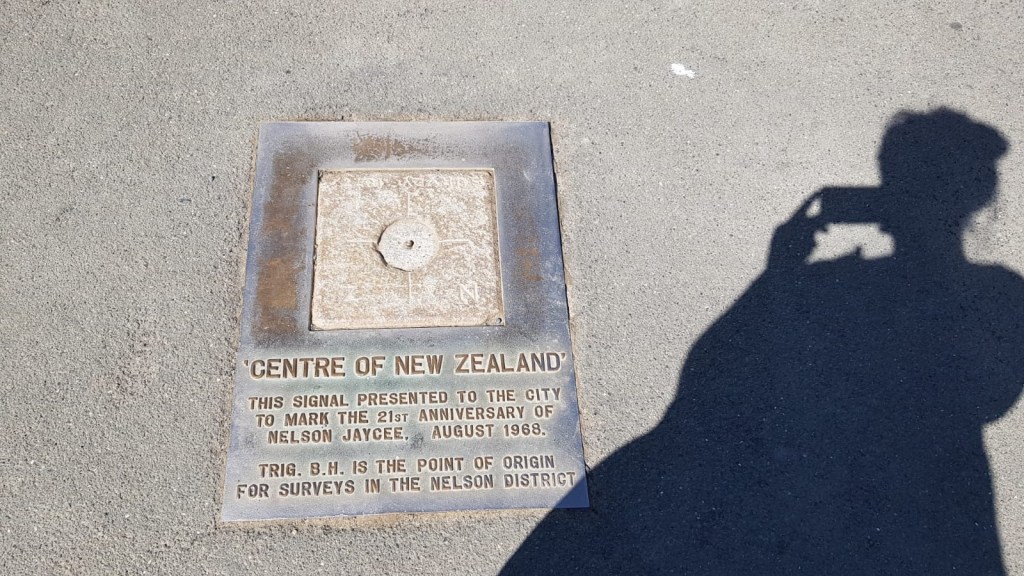 N
'CENTRE OF NEW ZEALAND'
THIS SIGNAL PRESENTED TO THE CITY
TO MARK THE 21ST ANNIVERSARY OF
NELSON JAYCEE. AUGUST 1968.
TRIG. B.H. IS THE POINT OF ORIGIN
FOR SURVEYS IN THE NELSON DISTRICT